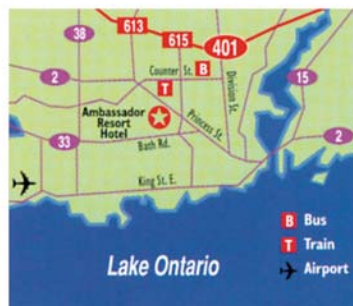 613
38
615
401
2
Counter St.
B
15
T
Division St.
Ambassador
Resort
Hotel
Princess St.
33
Bath Rd.
2
King St. E.
B Bus
T Train
Airport
Lake Ontario